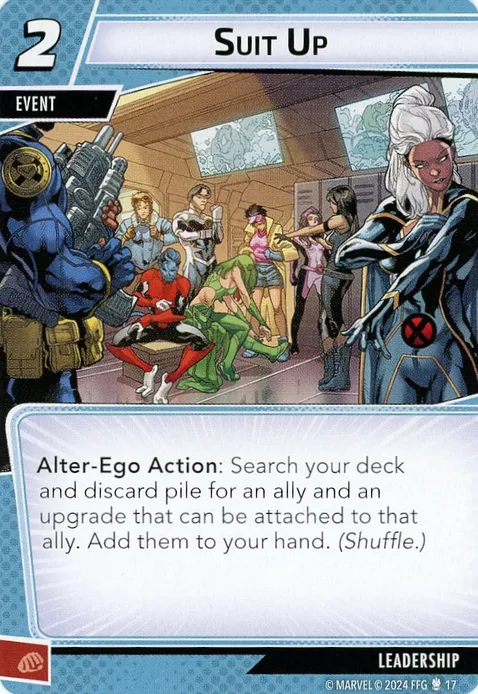 2
SUIT UP
EVENT
Alter-Ego Action: Search your deck
and discard pile for an ally and an
upgrade that can be attached to that
ally. Add them to your hand. (Shuffle.)
LEADERSHIP
© MARVEL © 2024 FFG 17